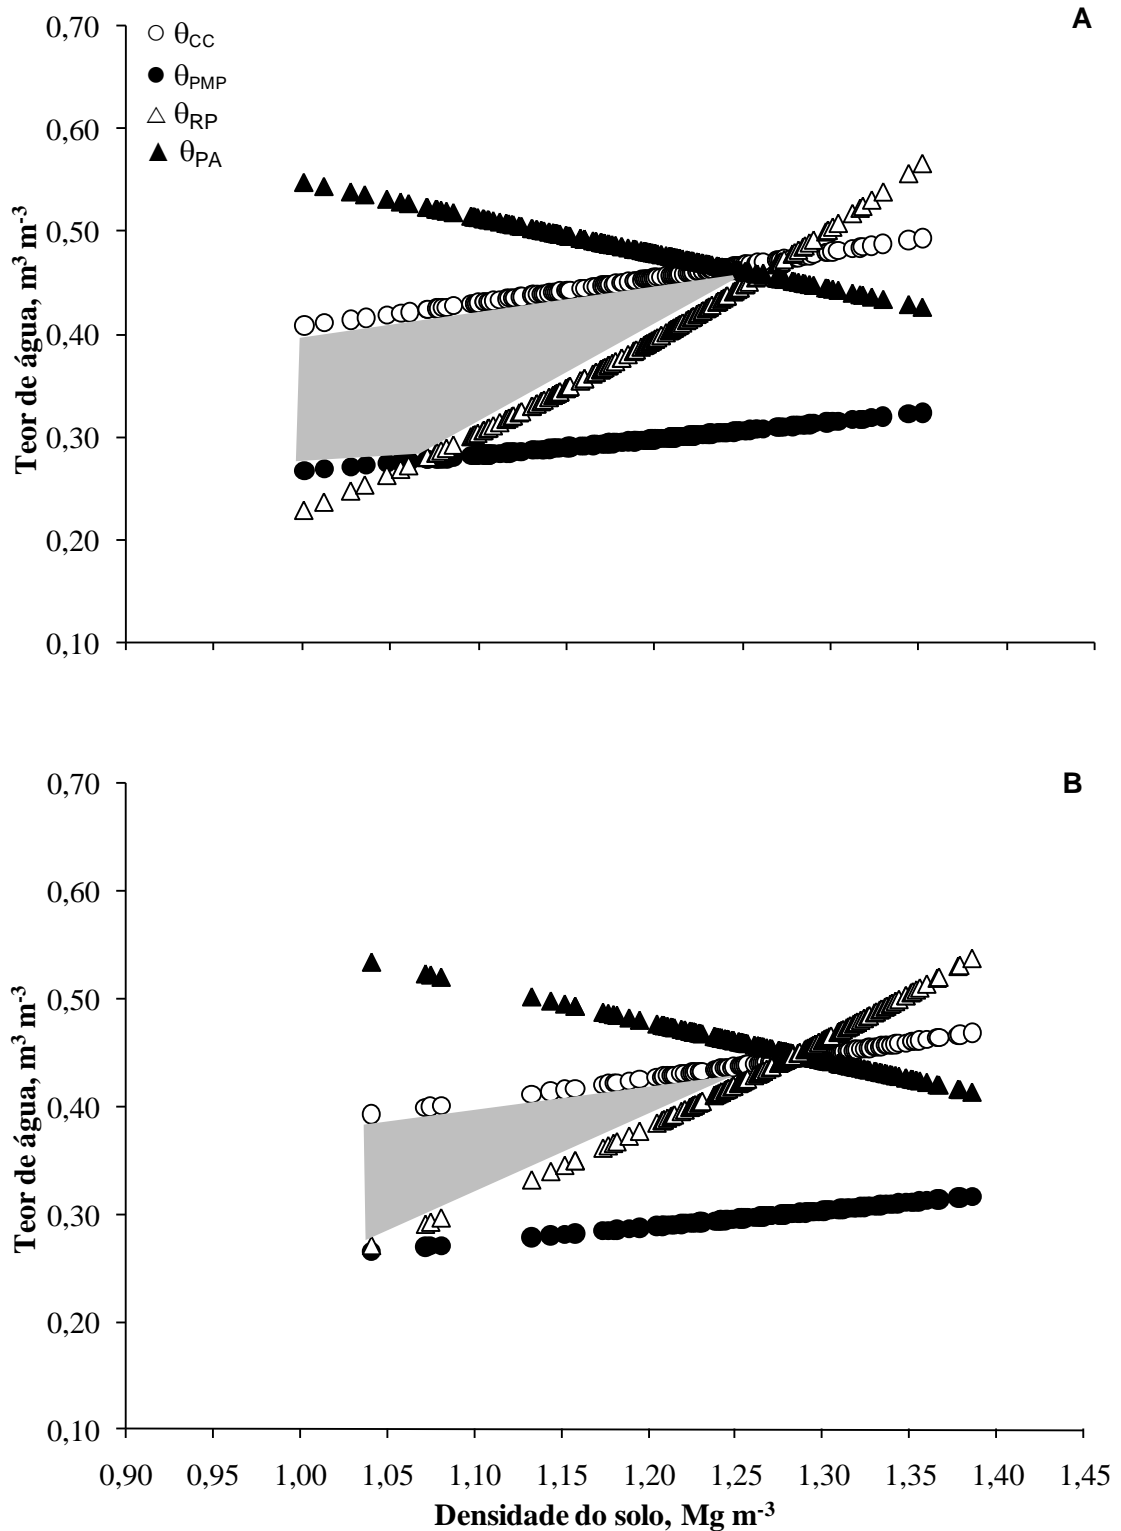 A
0,70
○ θCC
● θPMP
△ θRP
▲ θPA
0,60
0,50
0,40
0,30
0,20
0,10
Teor de água, m³ m⁻³
B
0,70
0,60
0,50
0,40
0,30
0,20
0,10
Teor de água, m³ m⁻³
0,90 0,95 1,00 1,05 1,10 1,15 1,20 1,25 1,30 1,35 1,40 1,45
Densidade do solo, Mg m⁻³